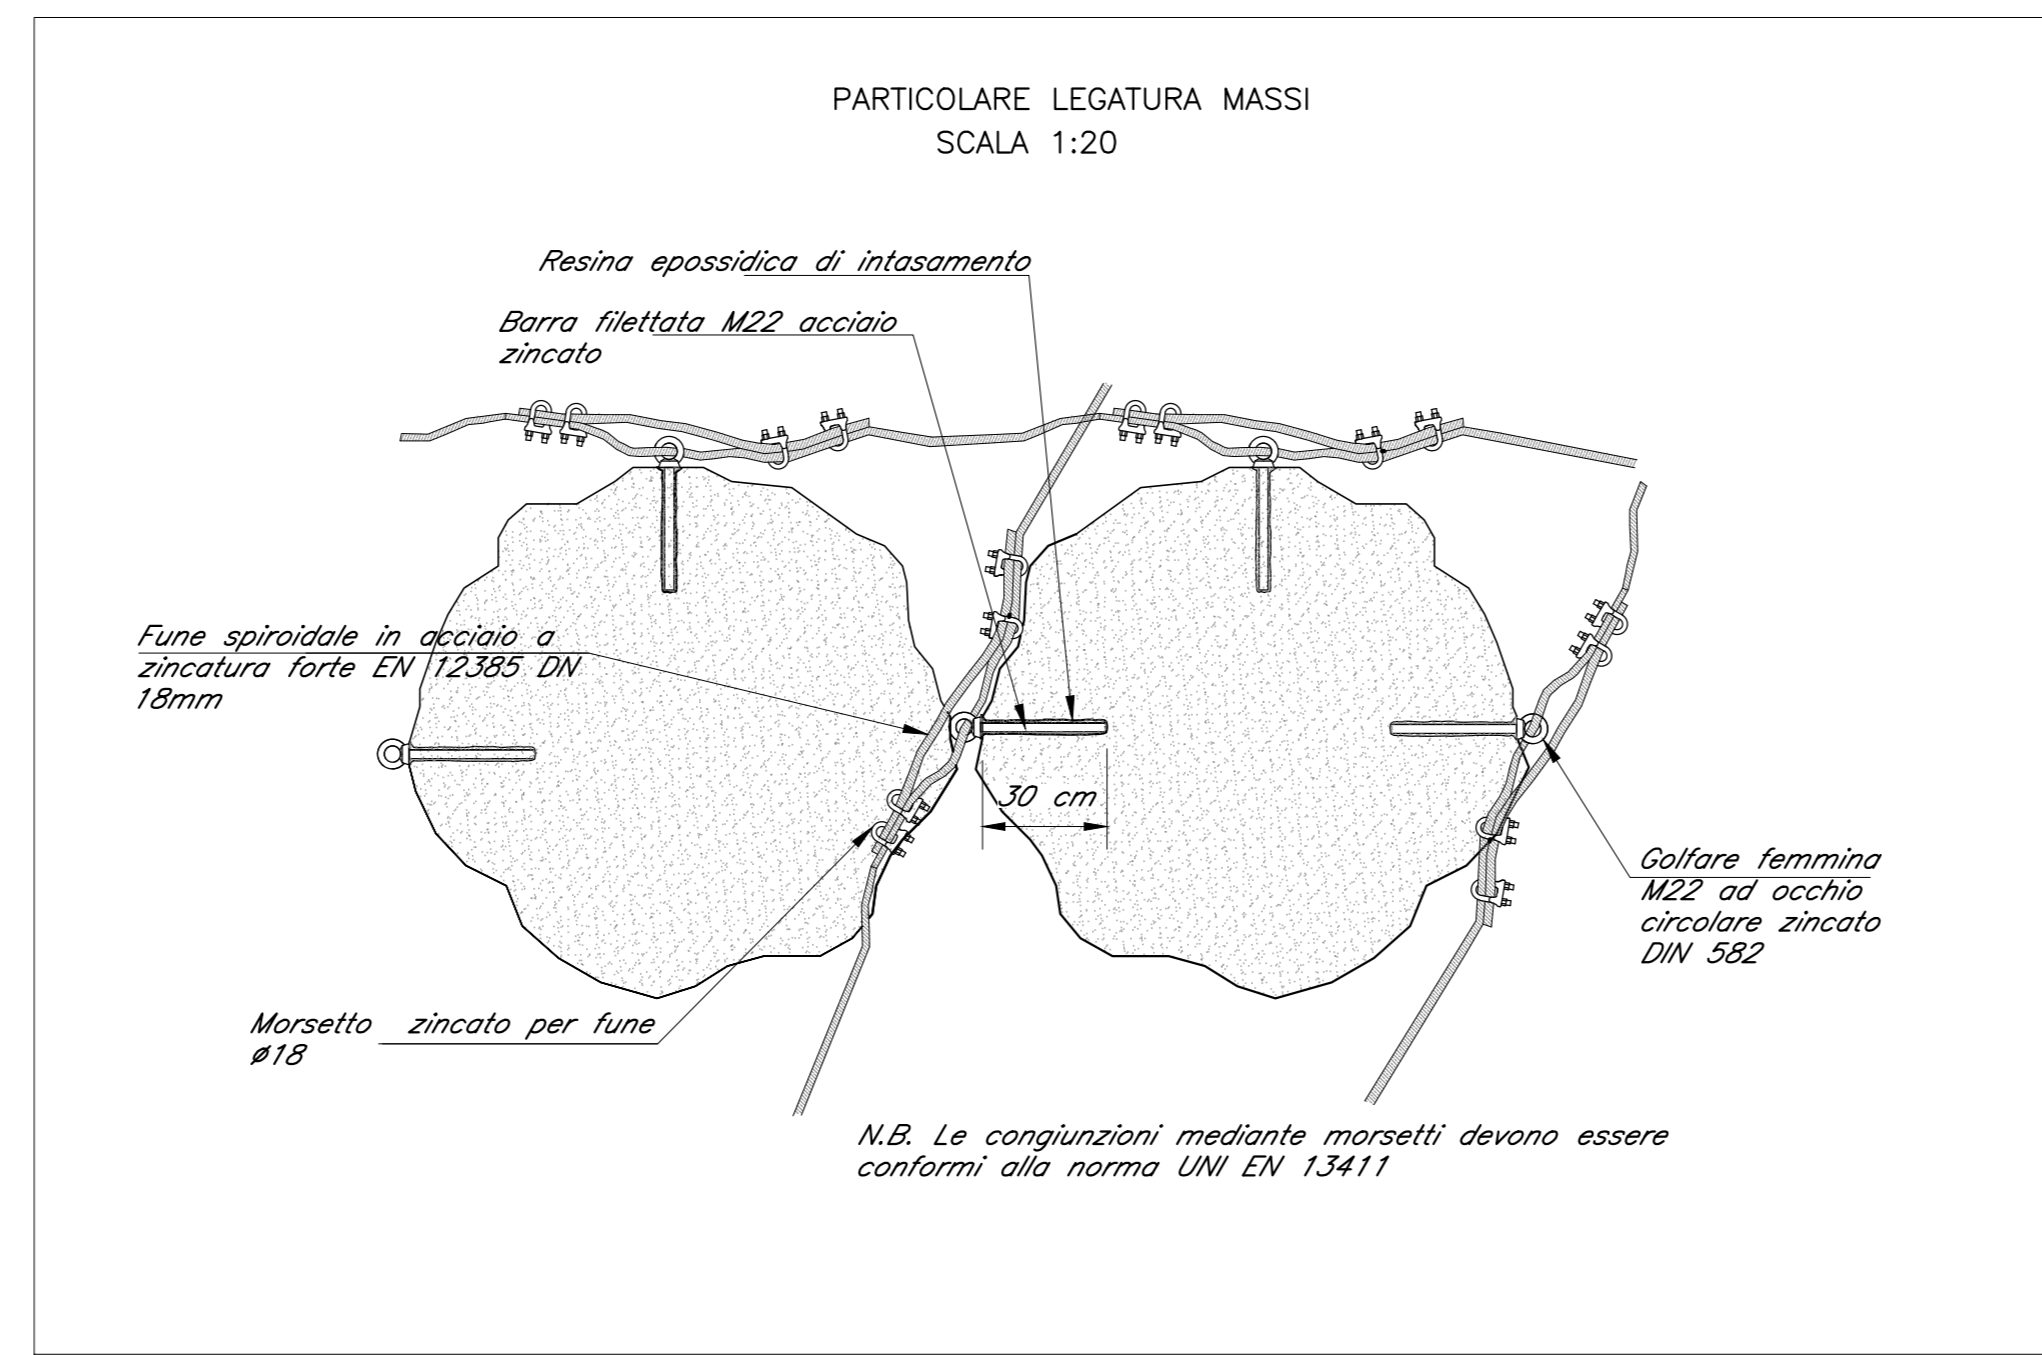 PARTICOLARE LEGATURA MASSI
SCALA 1:20
Resina epossidica di intasamento
Barra filettata M22 acciaio
zincato
Fune spiroidale in acciaio a
zincatura forte EN 12385 DN
18mm
30 cm
Golfare femmina
M22 ad occhio
circolare zincato
DIN 582
Morsetto zincato per fune
ø18
N.B. Le congiunzioni mediante morsetti devono essere
conformi alla norma UNI EN 13411